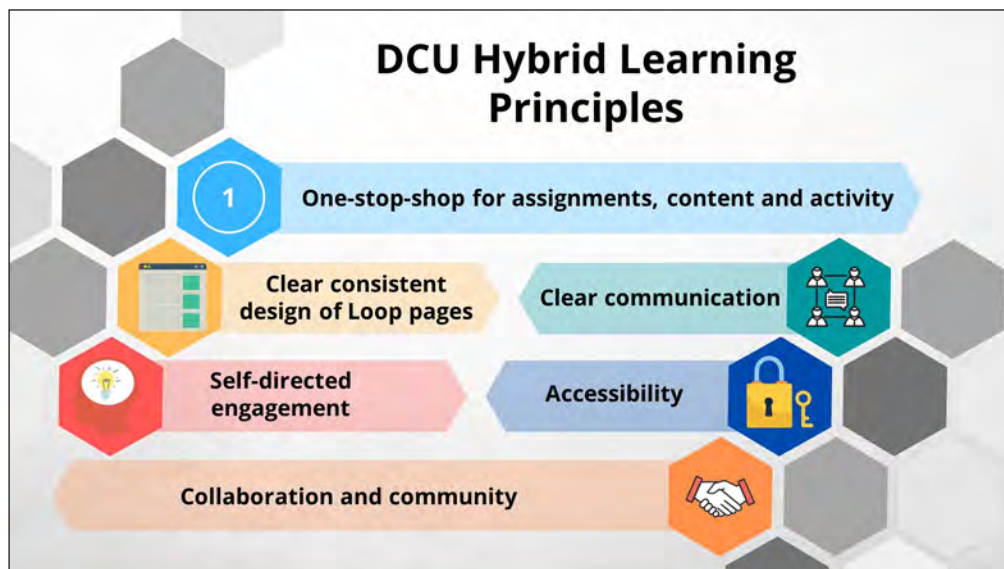 DCU Hybrid Learning
Principles
1
One-stop-shop for assignments, content and activity
Clear consistent
design of Loop pages
Clear communication
Self-directed
engagement
Accessibility
Collaboration and community